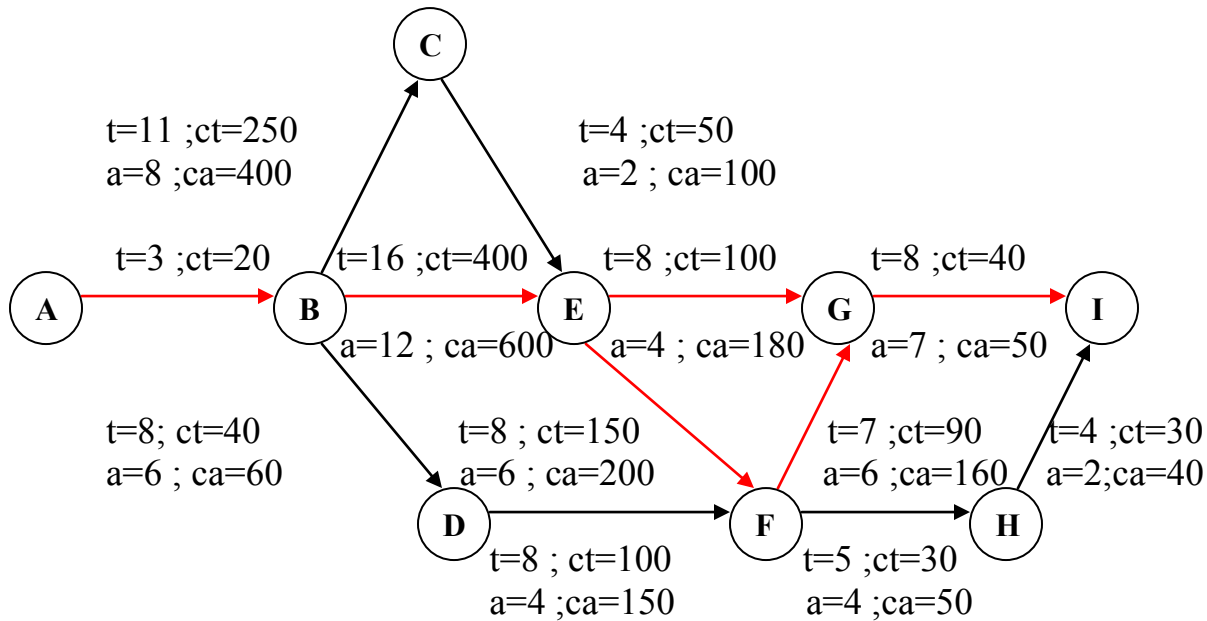 C
t=11 ;ct=250
a=8 ;ca=400
t=4 ;ct=50
a=2 ; ca=100
t=3 ;ct=20
t=16 ;ct=400
t=8 ;ct=100
t=8 ;ct=40
A
B
E
G
I
a=12 ; ca=600
a=4 ; ca=180
a=7 ; ca=50
t=8; ct=40
a=6 ; ca=60
t=8 ; ct=150
a=6 ; ca=200
t=7 ;ct=90
a=6 ;ca=160
t=4 ;ct=30
a=2;ca=40
D
F
H
t=8 ; ct=100
a=4 ;ca=150
t=5 ;ct=30
a=4 ;ca=50